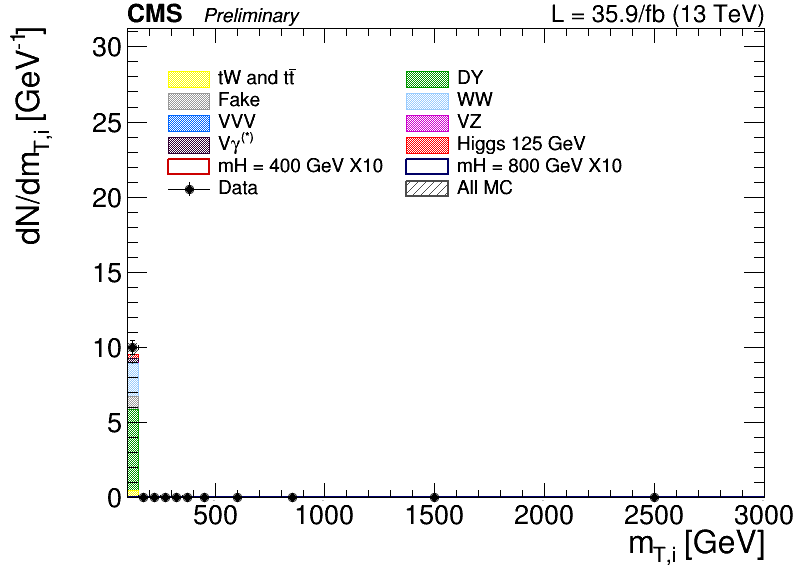 CMS Preliminary L = 35.9/fb (13 TeV)
dN/dm_{T,i} [GeV⁻¹]
30
25
20
15
10
5
0
tW and tt̄ DY
Fake WW
VVV VZ
Vγ⁽*⁾ Higgs 125 GeV
mH = 400 GeV X10 mH = 800 GeV X10
Data All MC
500 1000 1500 2000 2500 3000
m_{T,i} [GeV]